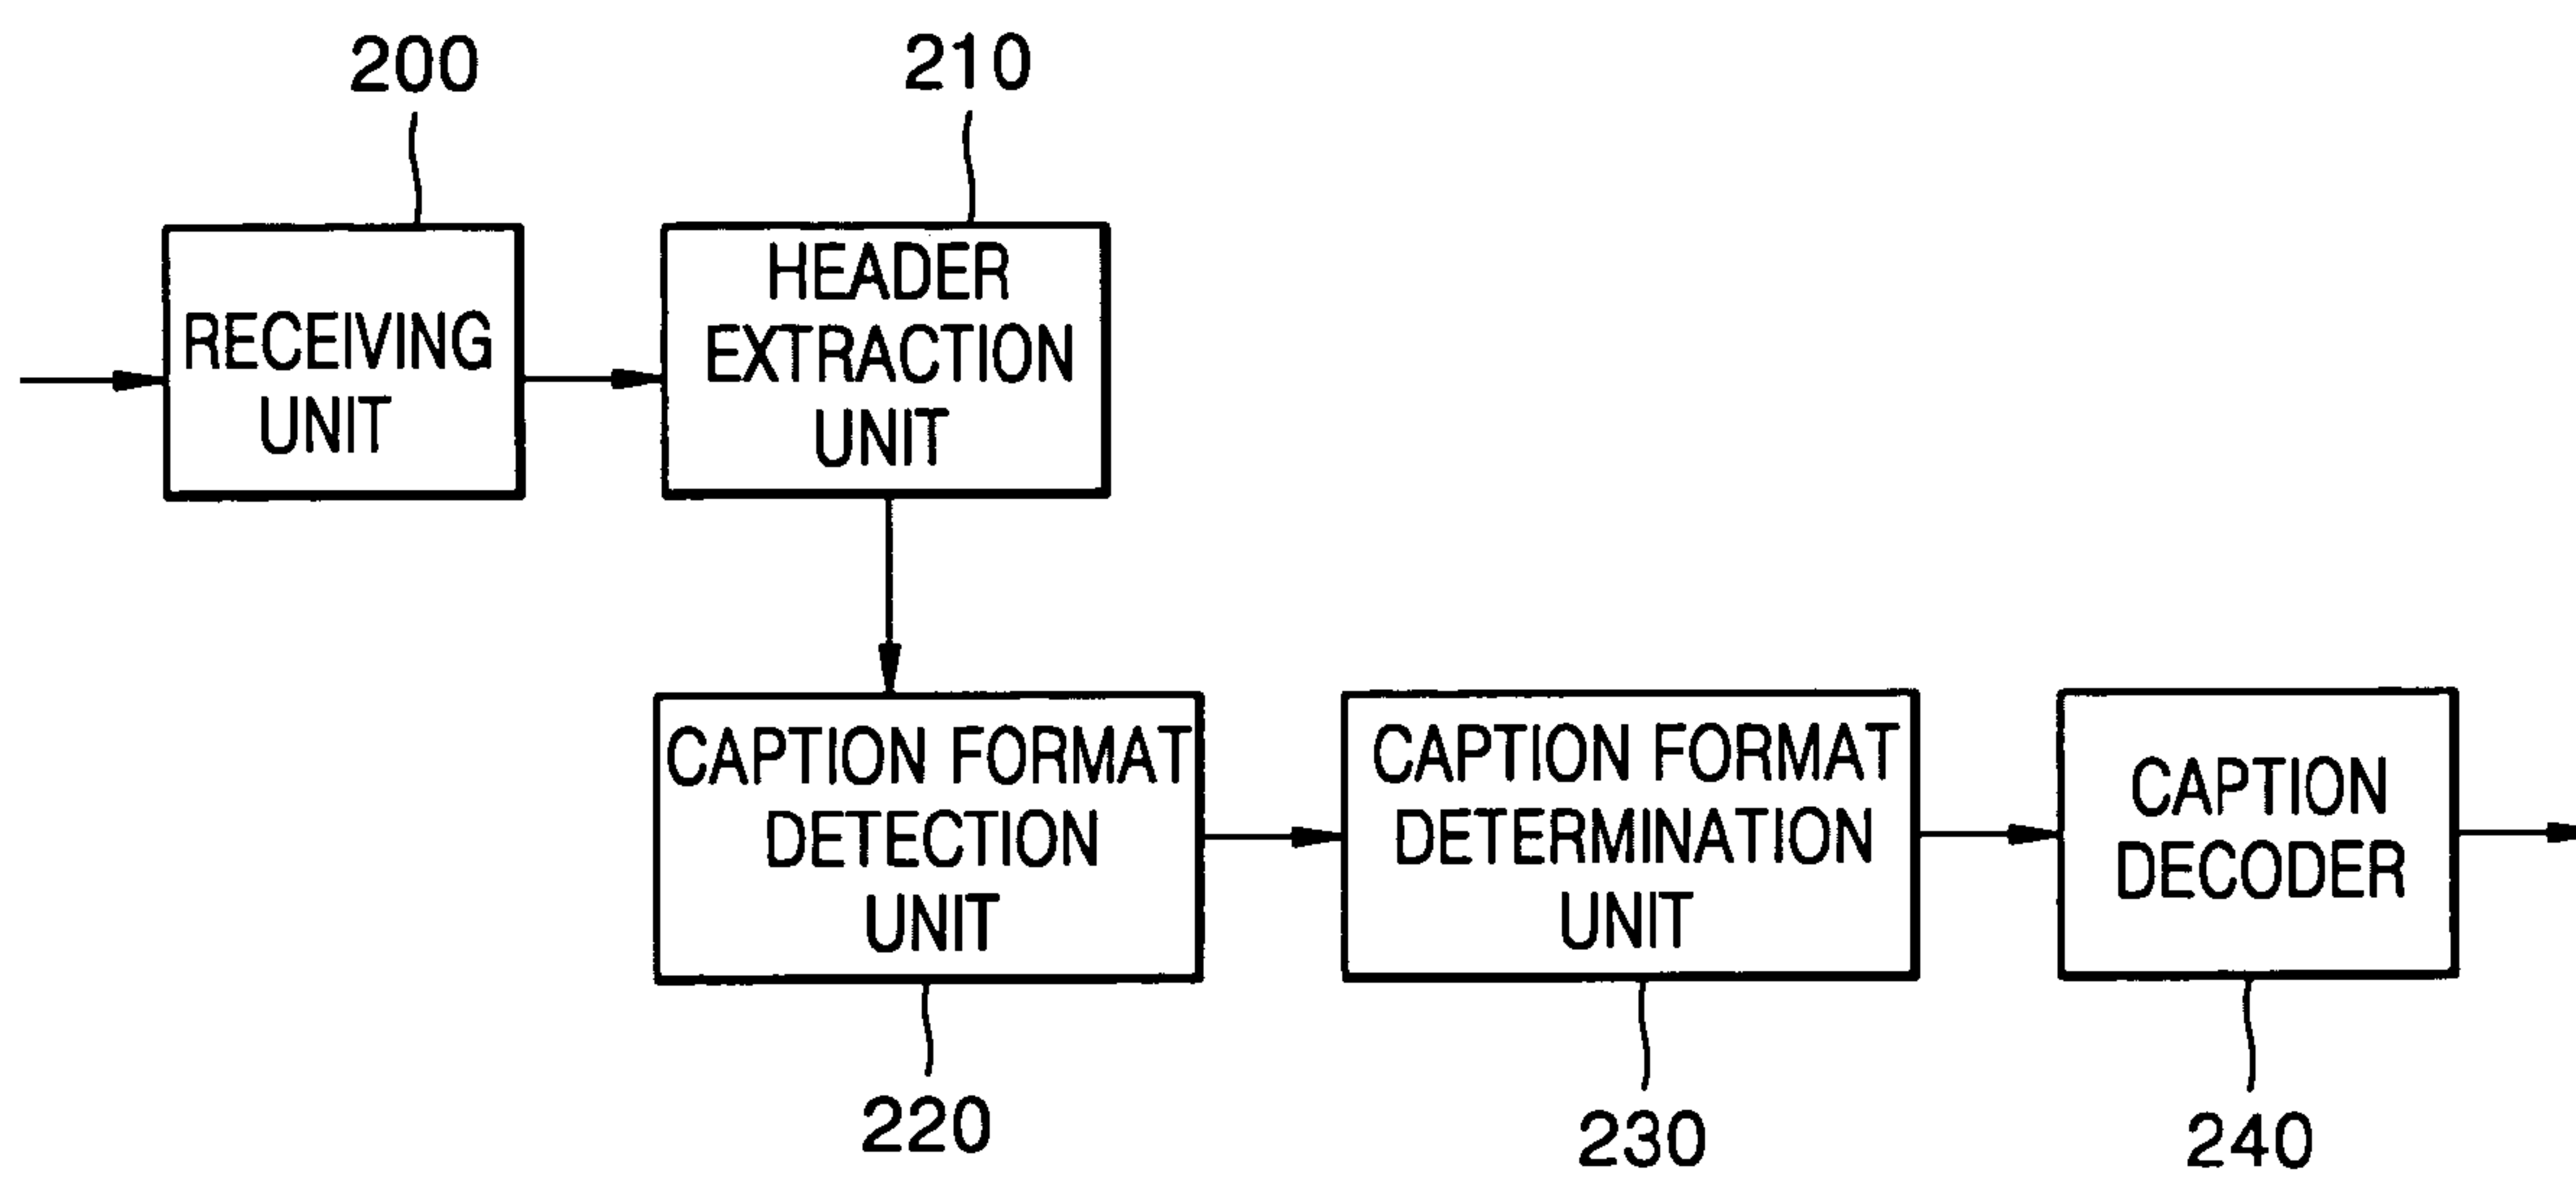 200
210
RECEIVING
UNIT
HEADER
EXTRACTION
UNIT
CAPTION FORMAT
DETECTION
UNIT
CAPTION FORMAT
DETERMINATION
UNIT
CAPTION
DECODER
220
230
240